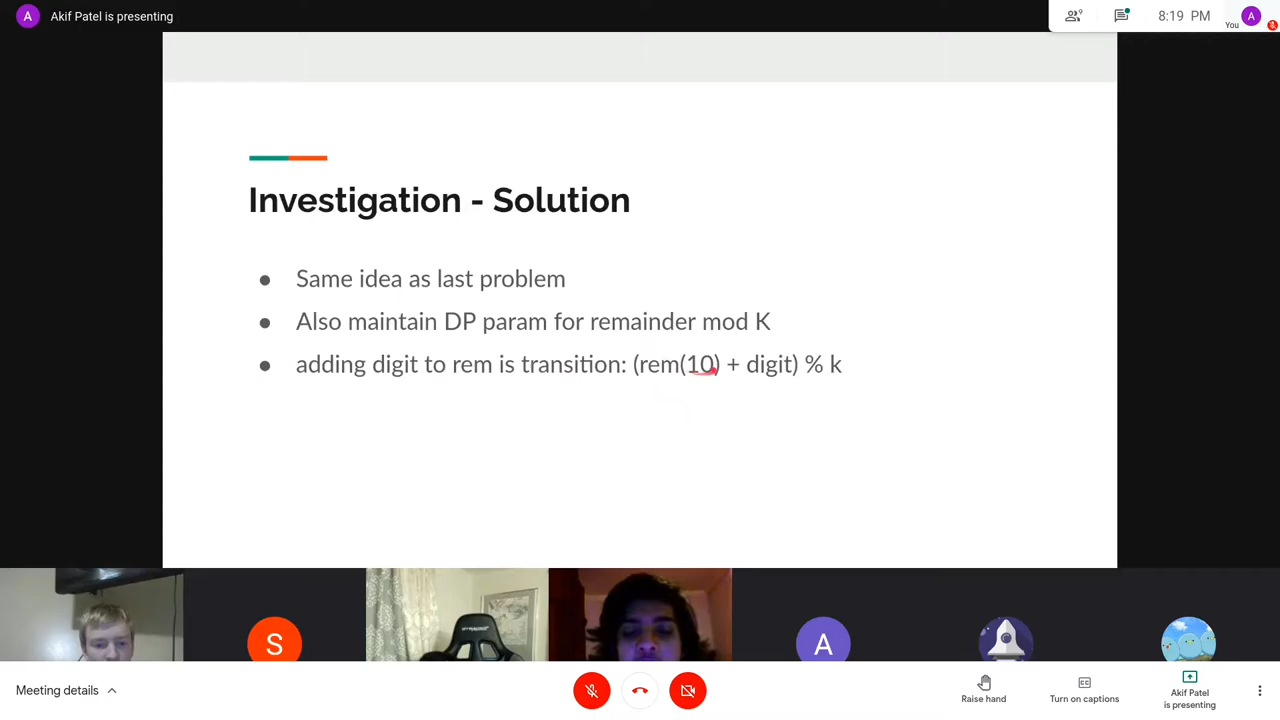 A Akif Patel is presenting
9
8:19 PM
A
You
Investigation - Solution
● Same idea as last problem
● Also maintain DP param for remainder mod K
● adding digit to rem is transition: (rem(10) + digit) % k
S
A
Meeting details
Raise hand
Turn on captions
Akif Patel
is presenting